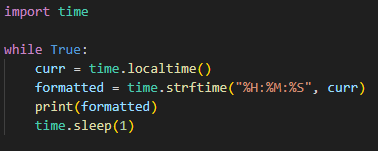 import time

while True:
    curr = time.localtime()
    formatted = time.strftime("%H:%M:%S", curr)
    print(formatted)
    time.sleep(1)